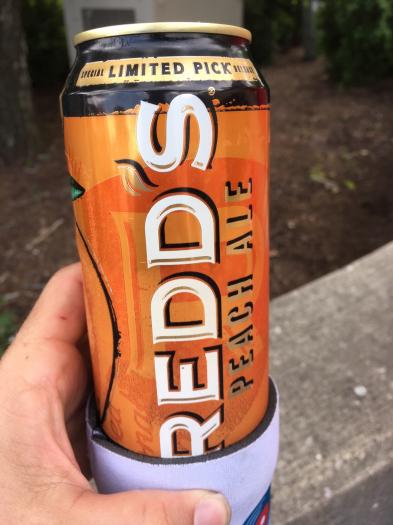 SPECIAL LIMITED PICK RELEASE
REDD'S
PEACH ALE